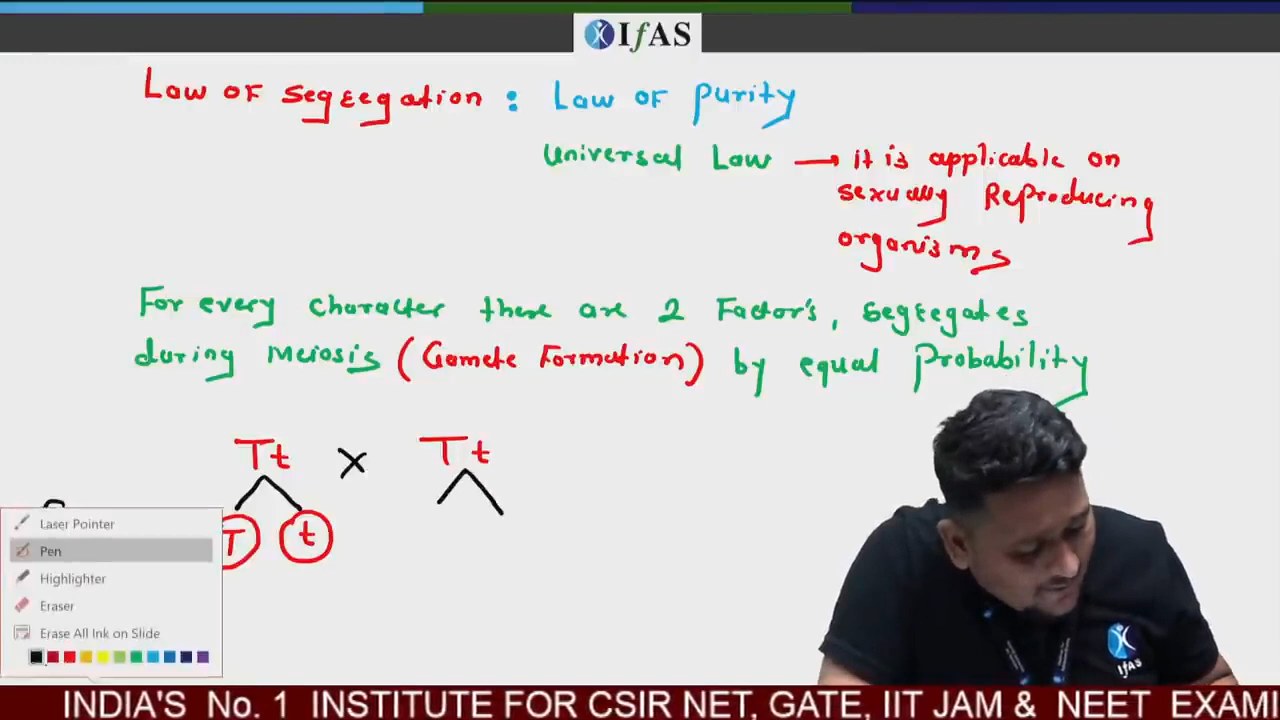 IfAS
Law of segregation : Law of purity
Universal Law → it is applicable on
sexually Reproducing
organisms
For every character there are 2 Factor's, segregates
during meiosis (Gamete Formation) by equal Probability
Tt × Tt
T t
Laser Pointer
Pen
Highlighter
Eraser
Erase All Ink on Slide
IfAS
INDIA'S No. 1 INSTITUTE FOR CSIR NET, GATE, IIT JAM & NEET EXAMI